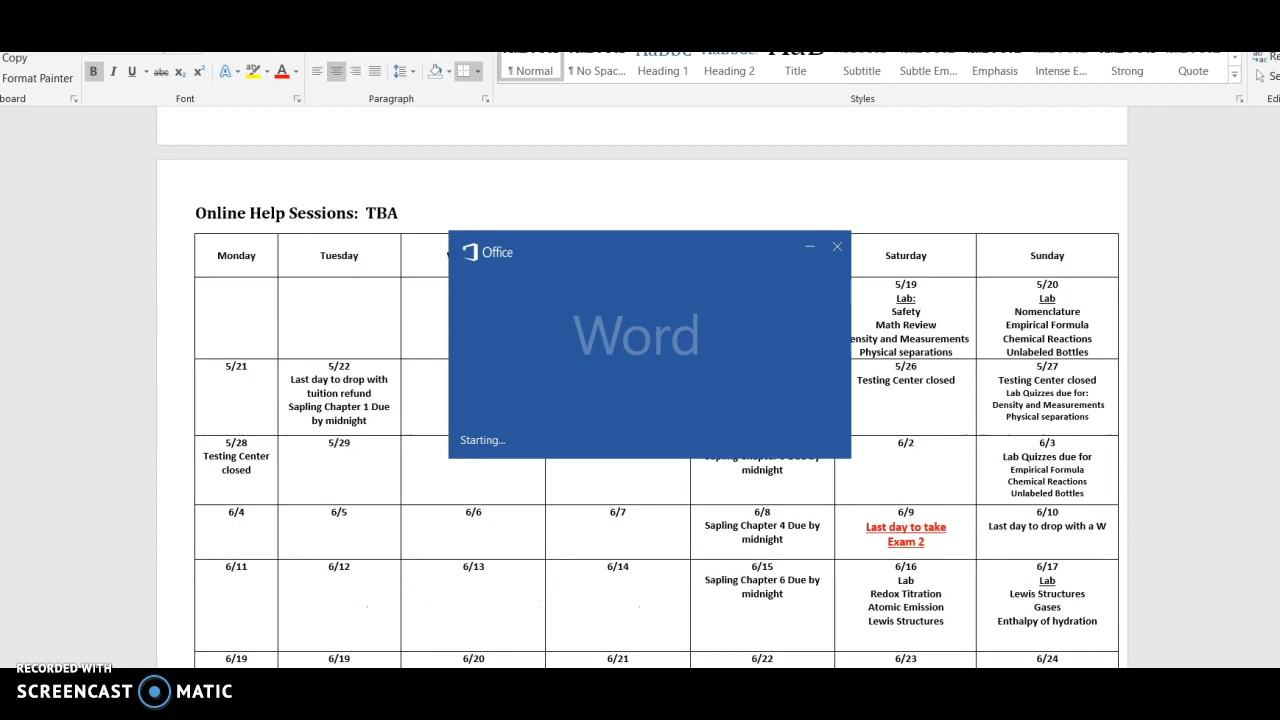 Copy
Format Painter
board
Font
Paragraph
Styles
Normal
No Spac...
Heading 1
Heading 2
Title
Subtitle
Subtle Em...
Emphasis
Intense E...
Strong
Quote
Online Help Sessions: TBA
Monday
Tuesday
Saturday
Sunday
5/19
Lab:
Safety
Math Review
ensity and Measurements
Physical separations
5/20
Lab
Nomenclature
Empirical Formula
Chemical Reactions
Unlabeled Bottles
5/21
5/22
Last day to drop with
tuition refund
Sapling Chapter 1 Due
by midnight
5/26
Testing Center closed
5/27
Testing Center closed
Lab Quizzes due for:
Density and Measurements
Physical separations
5/28
Testing Center
closed
5/29
midnight
6/2
6/3
Lab Quizzes due for
Empirical Formula
Chemical Reactions
Unlabeled Bottles
6/4
6/5
6/6
6/7
6/8
Sapling Chapter 4 Due by
midnight
6/9
Last day to take
Exam 2
6/10
Last day to drop with a W
6/11
6/12
6/13
6/14
6/15
Sapling Chapter 6 Due by
midnight
6/16
Lab
Redox Titration
Atomic Emission
Lewis Structures
6/17
Lab
Lewis Structures
Gases
Enthalpy of hydration
6/19
6/19
6/20
6/21
6/22
6/23
6/24
Office
Word
Starting...
RECORDED WITH
SCREENCAST MATIC